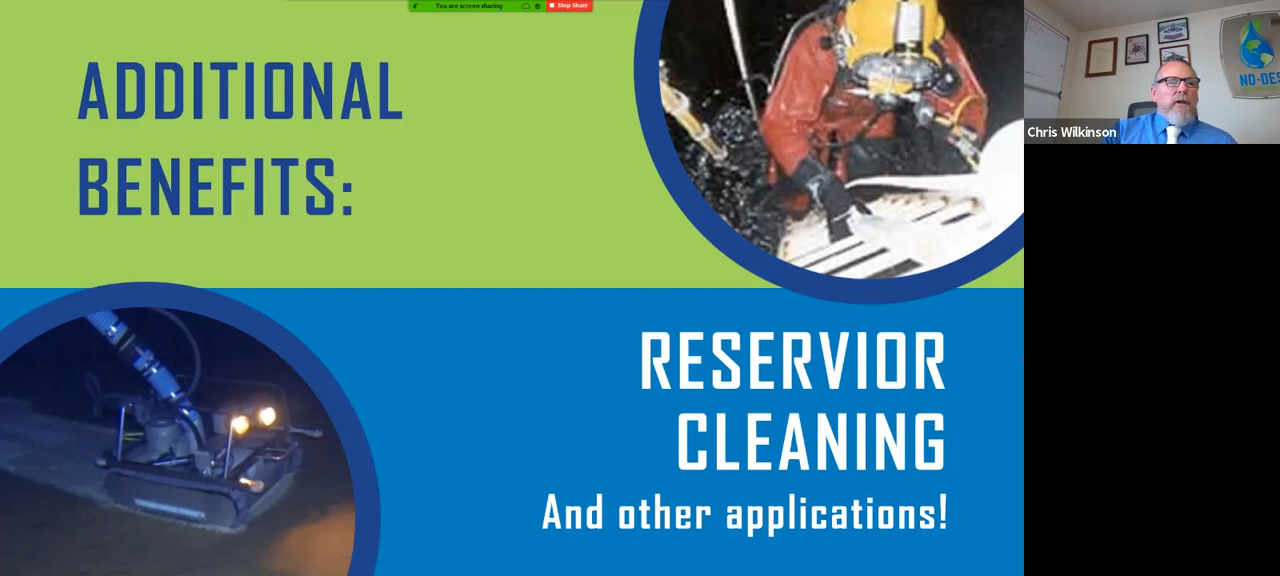 You are screen sharing
Stop Share
ADDITIONAL
BENEFITS:
RESERVIOR
CLEANING
And other applications!
Chris Wilkinson